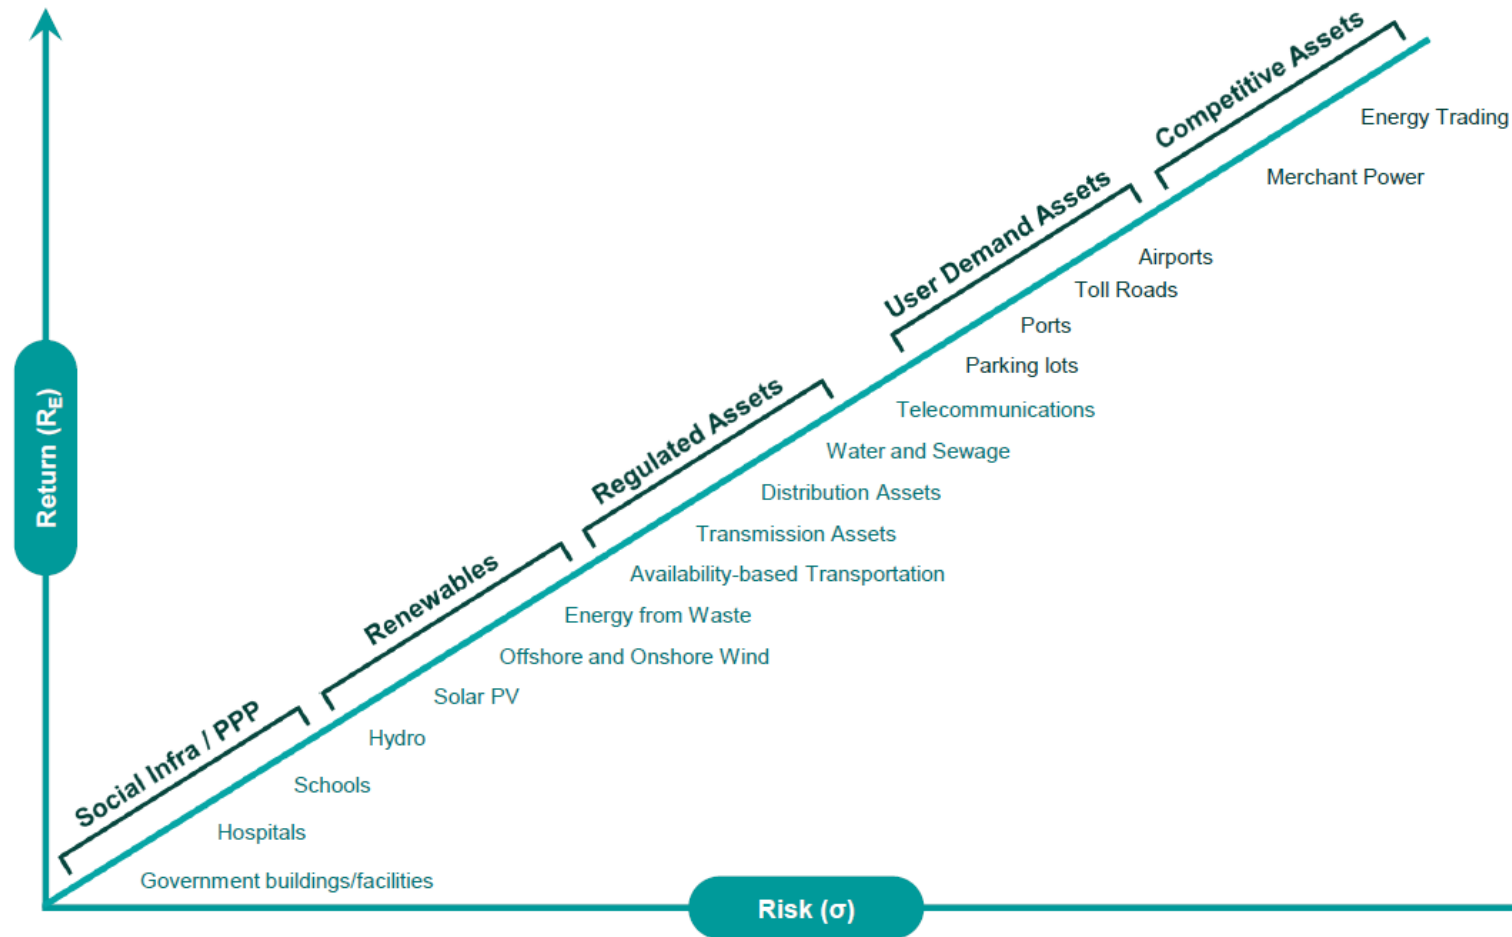 Competitive Assets
Energy Trading
Merchant Power
User Demand Assets
Airports
Toll Roads
Ports
Parking lots
Regulated Assets
Telecommunications
Water and Sewage
Distribution Assets
Transmission Assets
Availability-based Transportation
Renewables
Energy from Waste
Offshore and Onshore Wind
Solar PV
Hydro
Social Infra / PPP
Schools
Hospitals
Government buildings/facilities
Return (RE)
Risk (σ)